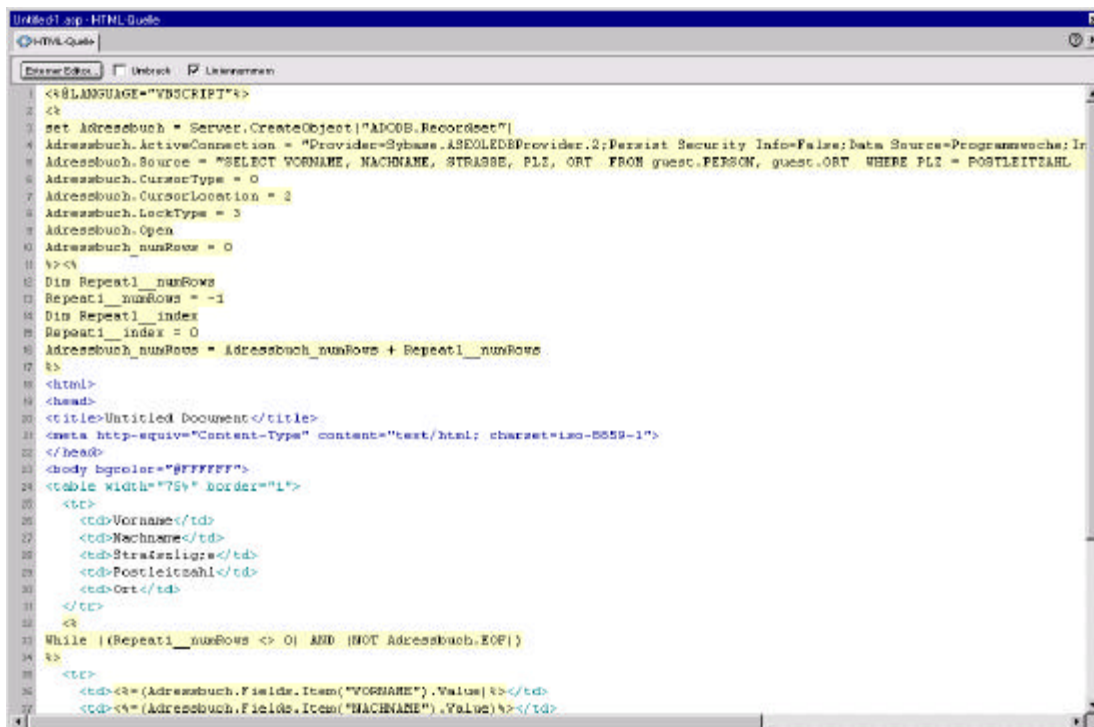 Untitled-1.asp - HTML-Quelle
HTML-Quelle
Externer Editor... Umbruch Liniennummern
1 <%@LANGUAGE="VBSCRIPT"%>
2 <%
3 set Adressbuch = Server.CreateObject("ADODB.Recordset")
4 Adressbuch.ActiveConnection = "Provider=Sybase.ASEOLEDBProvider.2;Persist Security Info=False;Data Source=Programmwoche;In
5 Adressbuch.Source = "SELECT VORNAME, NACHNAME, STRASSE, PLZ, ORT FROM guest.PERSON, guest.ORT WHERE PLZ = POSTLEITZAHL
6 Adressbuch.CursorType = 0
7 Adressbuch.CursorLocation = 2
8 Adressbuch.LockType = 3
9 Adressbuch.Open
10 Adressbuch_numRows = 0
11 %><%
12 Dim Repeat1__numRows
13 Repeat1__numRows = -1
14 Dim Repeat1__index
15 Repeat1__index = 0
16 Adressbuch_numRows = Adressbuch_numRows + Repeat1__numRows
17 %>
18 <html>
19 <head>
20 <title>Untitled Document</title>
21 <meta http-equiv="Content-Type" content="text/html; charset=iso-8859-1">
22 </head>
23 <body bgcolor="#FFFFFF">
24 <table width="75%" border="1">
25 <tr>
26 <td>Vorname</td>
27 <td>Nachname</td>
28 <td>Stra&szlig;e</td>
29 <td>Postleitzahl</td>
30 <td>Ort</td>
31 </tr>
32 <%
33 While ((Repeat1__numRows <> 0) AND (NOT Adressbuch.EOF))
34 %>
35 <tr>
36 <td><%=(Adressbuch.Fields.Item("VORNAME").Value)%></td>
37 <td><%=(Adressbuch.Fields.Item("NACHNAME").Value)%></td>